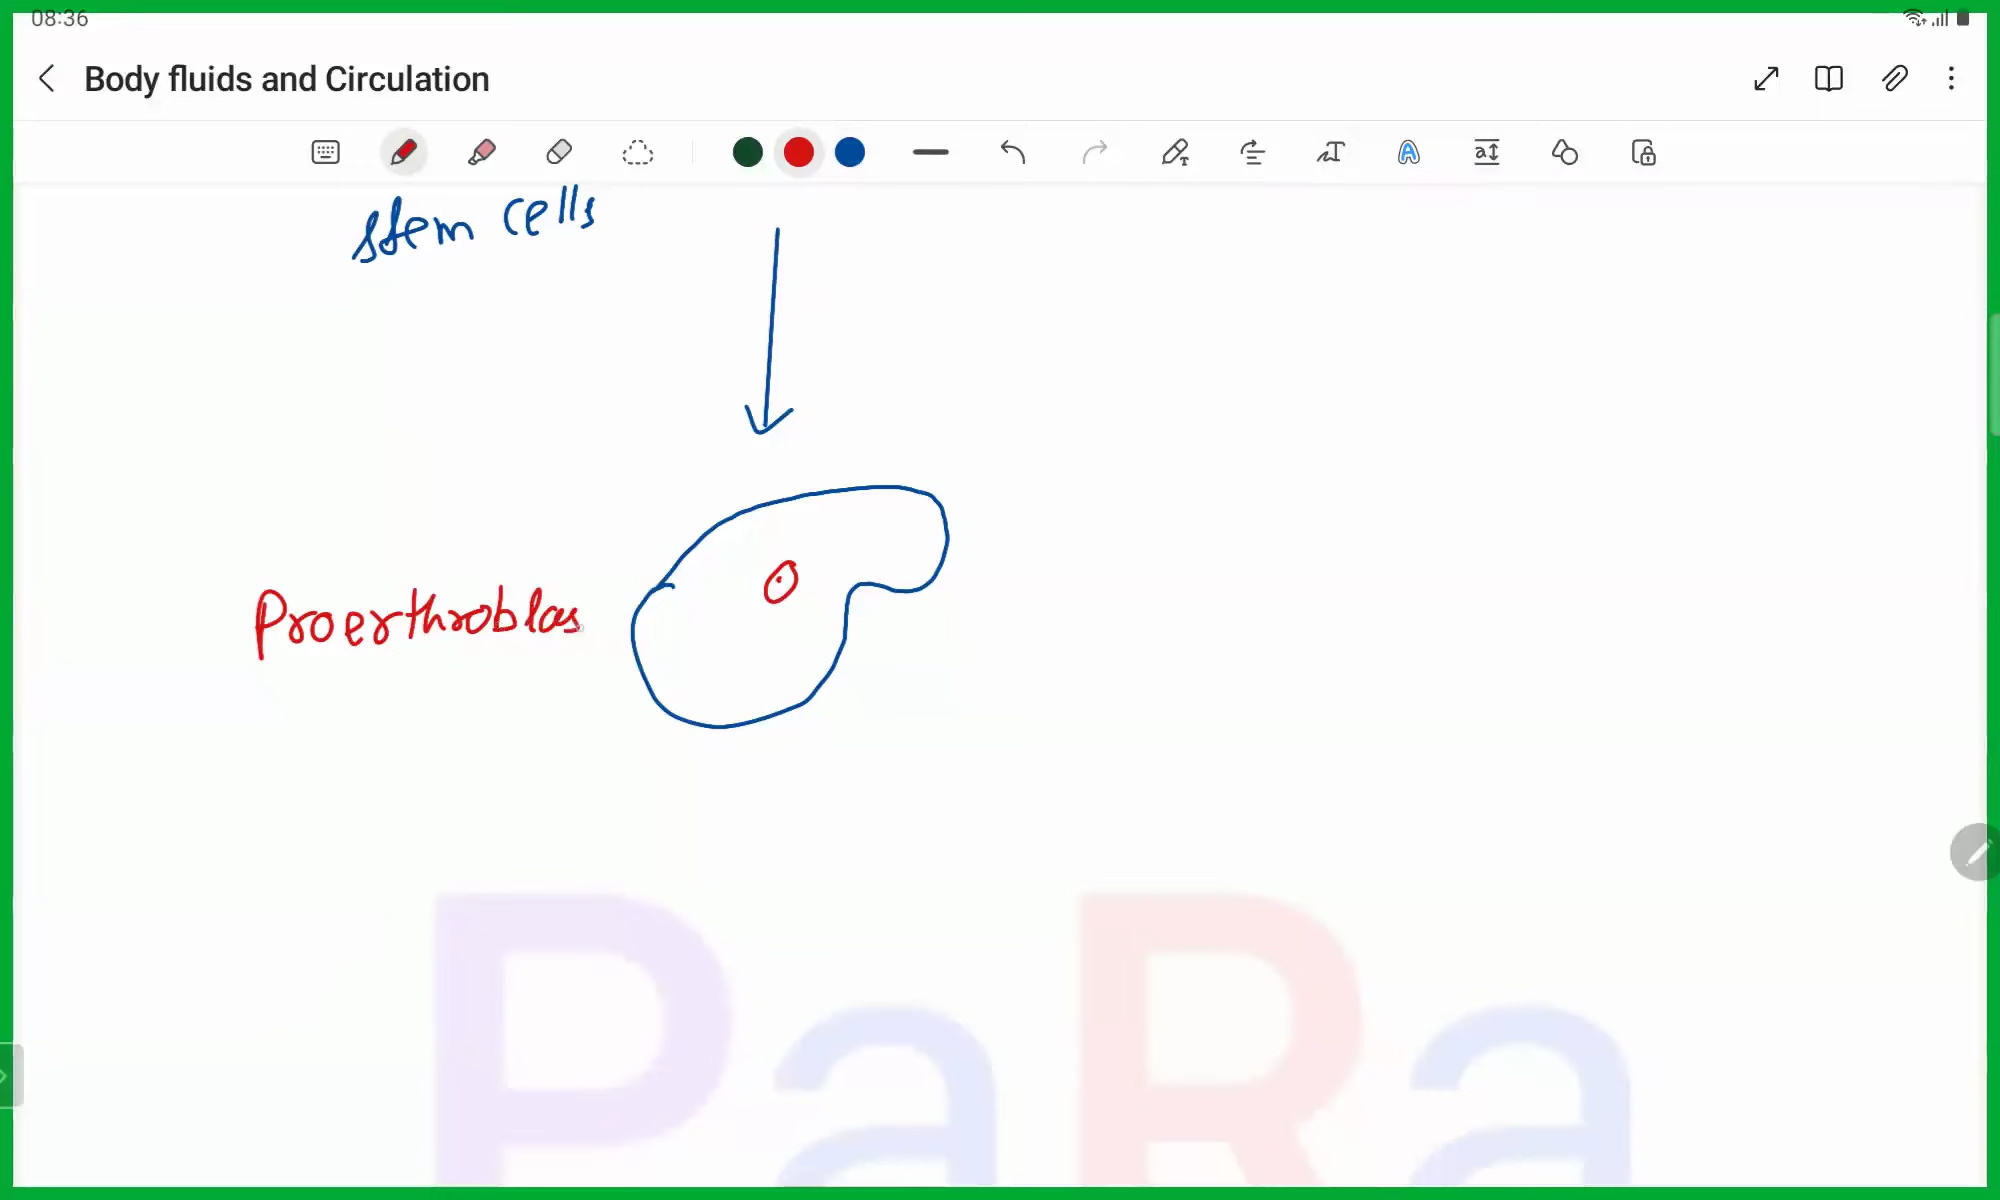 08:36
Body fluids and Circulation
stem cells
Proerthroblas
PaRa